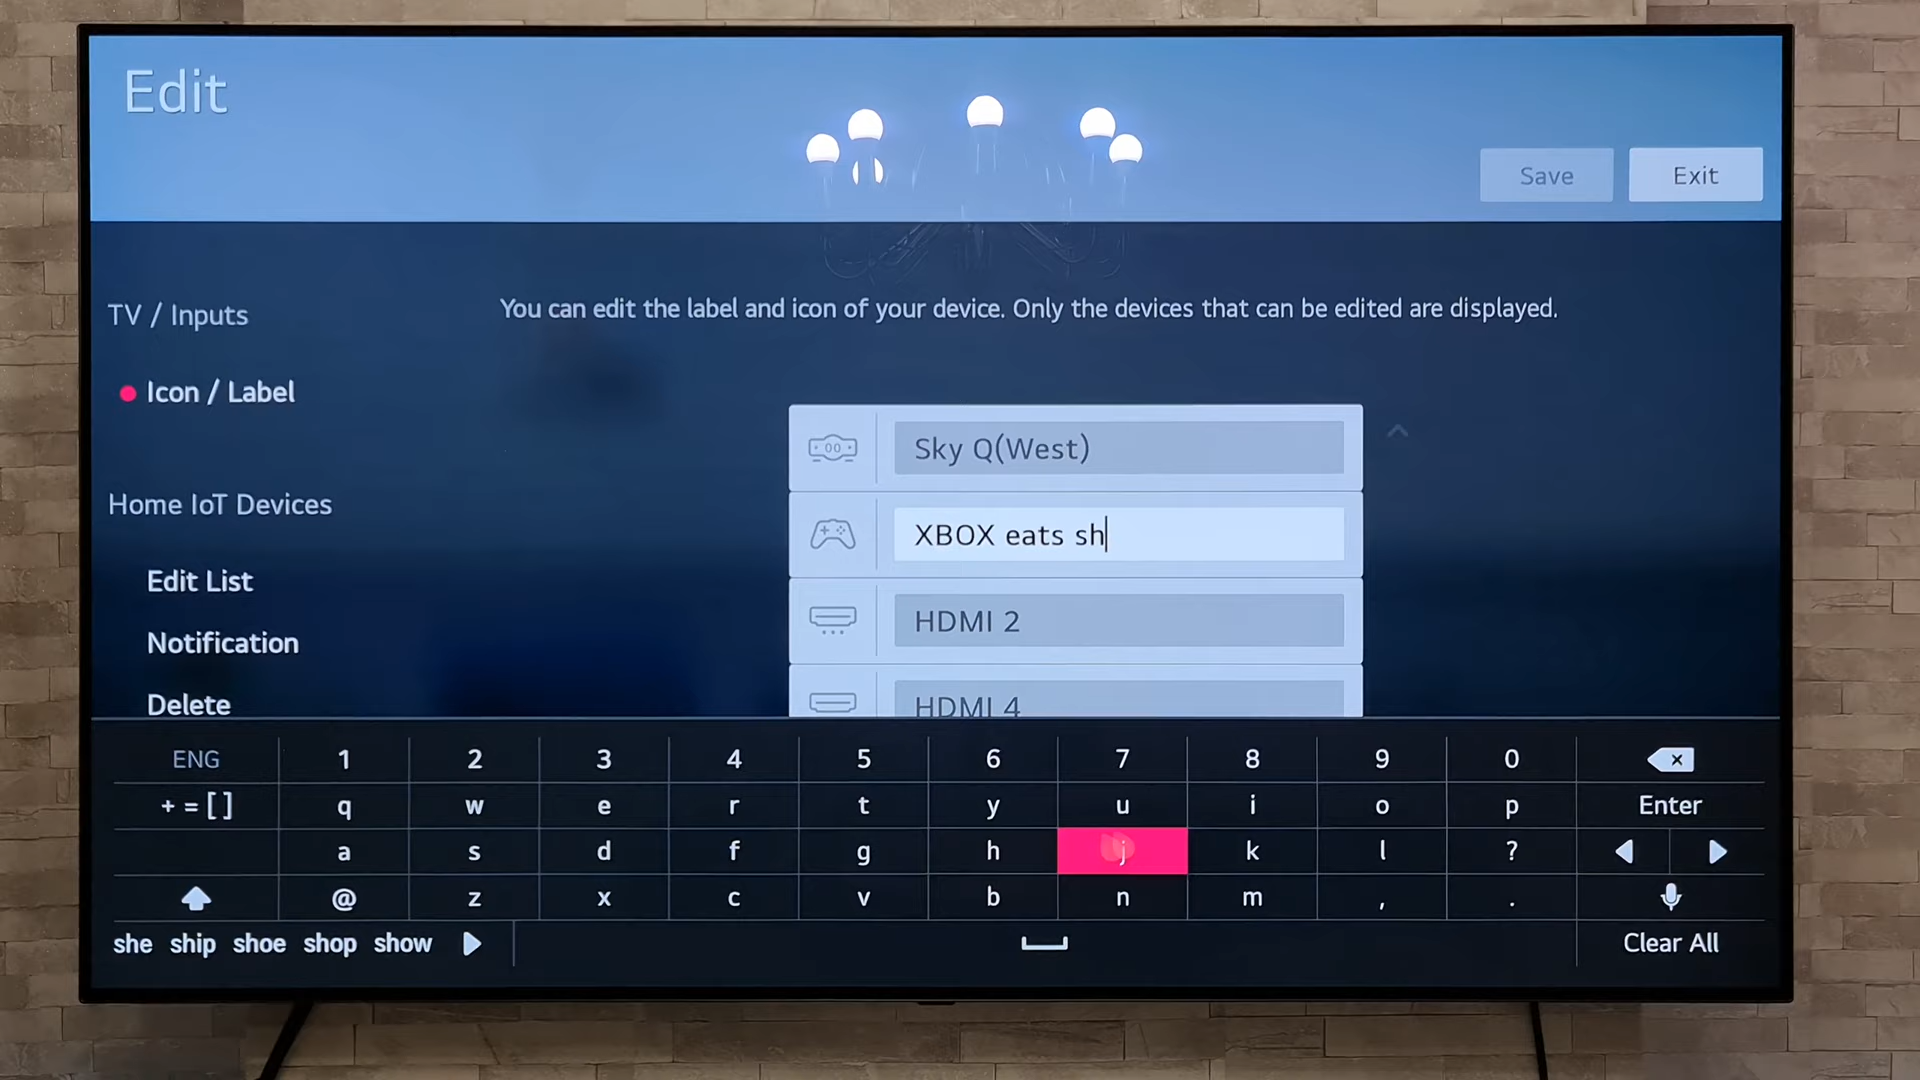 Edit
Save Exit
TV / Inputs
You can edit the label and icon of your device. Only the devices that can be edited are displayed.
Icon / Label
Sky Q(West)
Home IoT Devices
XBOX eats sh
Edit List
HDMI 2
Notification
Delete
HDMI 4
ENG 1 2 3 4 5 6 7 8 9 0
+ = [ ] q w e r t y u i o p Enter
a s d f g h j k l ?
@ z x c v b n m , .
she ship shoe shop show Clear All